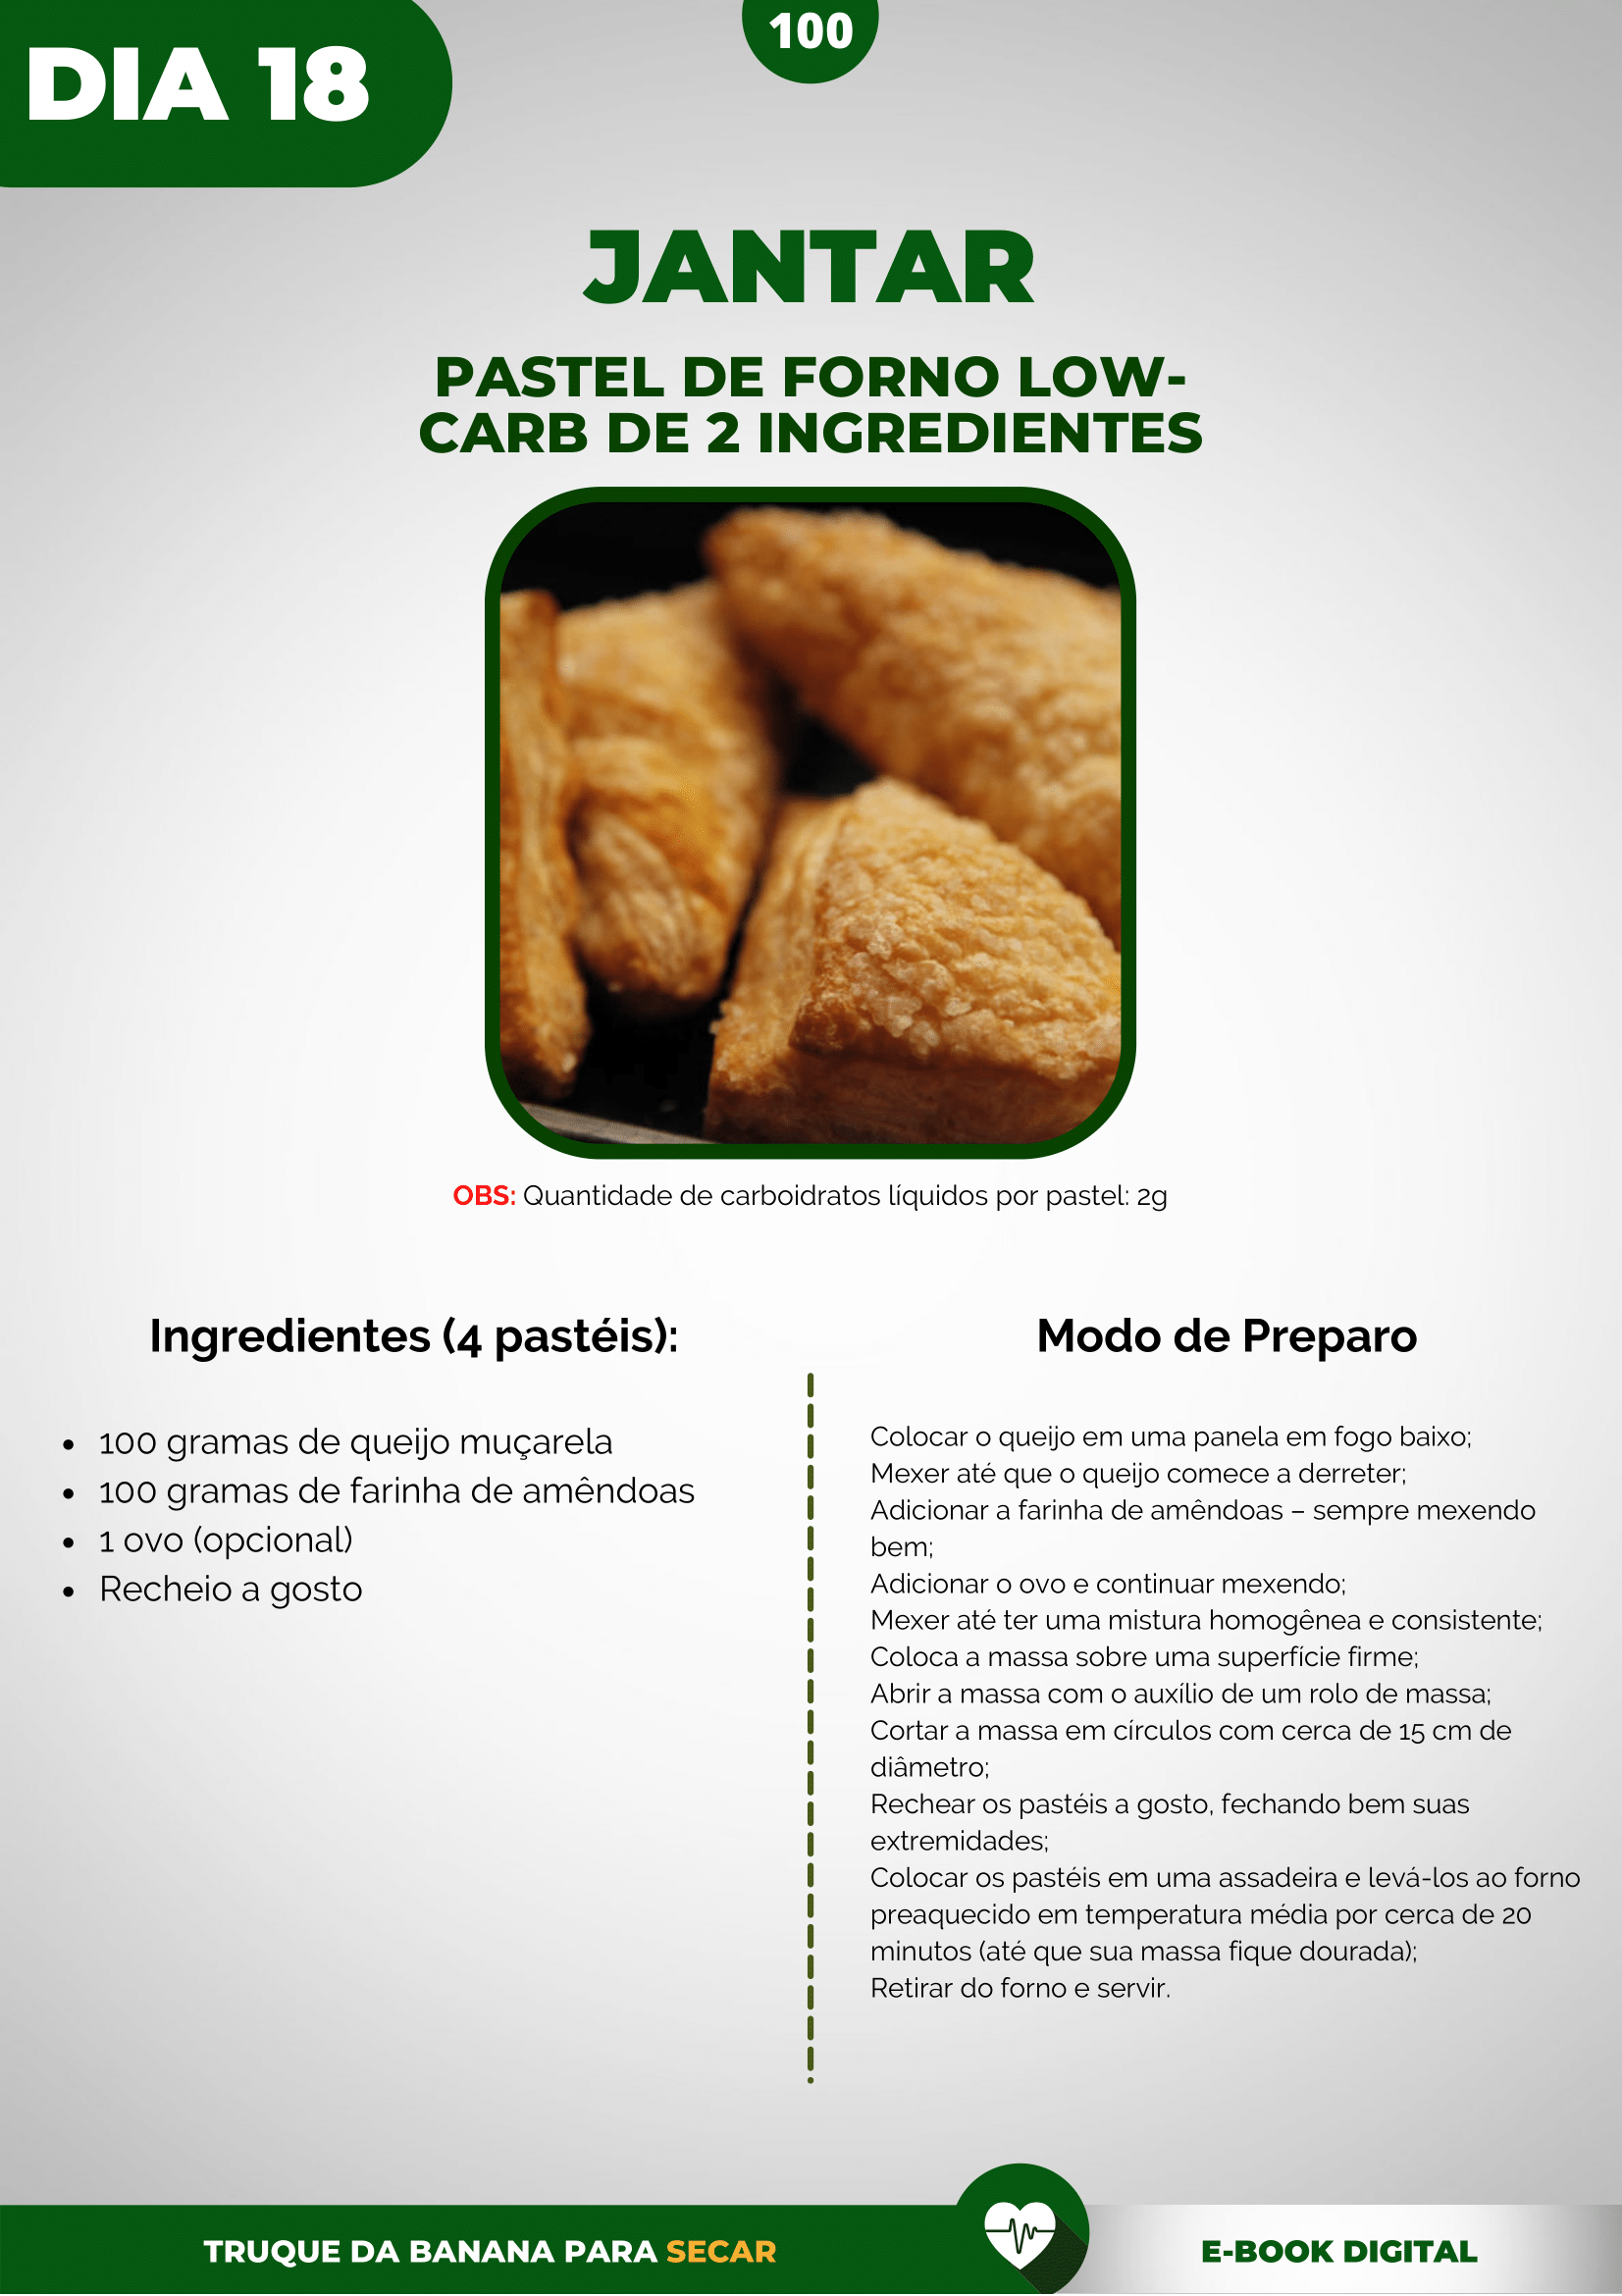 DIA 18
100
JANTAR
PASTEL DE FORNO LOW-
CARB DE 2 INGREDIENTES
OBS: Quantidade de carboidratos líquidos por pastel: 2g
Ingredientes (4 pastéis):
• 100 gramas de queijo muçarela
• 100 gramas de farinha de amêndoas
• 1 ovo (opcional)
• Recheio a gosto
Modo de Preparo
Colocar o queijo em uma panela em fogo baixo;
Mexer até que o queijo comece a derreter;
Adicionar a farinha de amêndoas – sempre mexendo
bem;
Adicionar o ovo e continuar mexendo;
Mexer até ter uma mistura homogênea e consistente;
Coloca a massa sobre uma superfície firme;
Abrir a massa com o auxílio de um rolo de massa;
Cortar a massa em círculos com cerca de 15 cm de
diâmetro;
Rechear os pastéis a gosto, fechando bem suas
extremidades;
Colocar os pastéis em uma assadeira e levá-los ao forno
preaquecido em temperatura média por cerca de 20
minutos (até que sua massa fique dourada);
Retirar do forno e servir.
TRUQUE DA BANANA PARA SECAR
E-BOOK DIGITAL